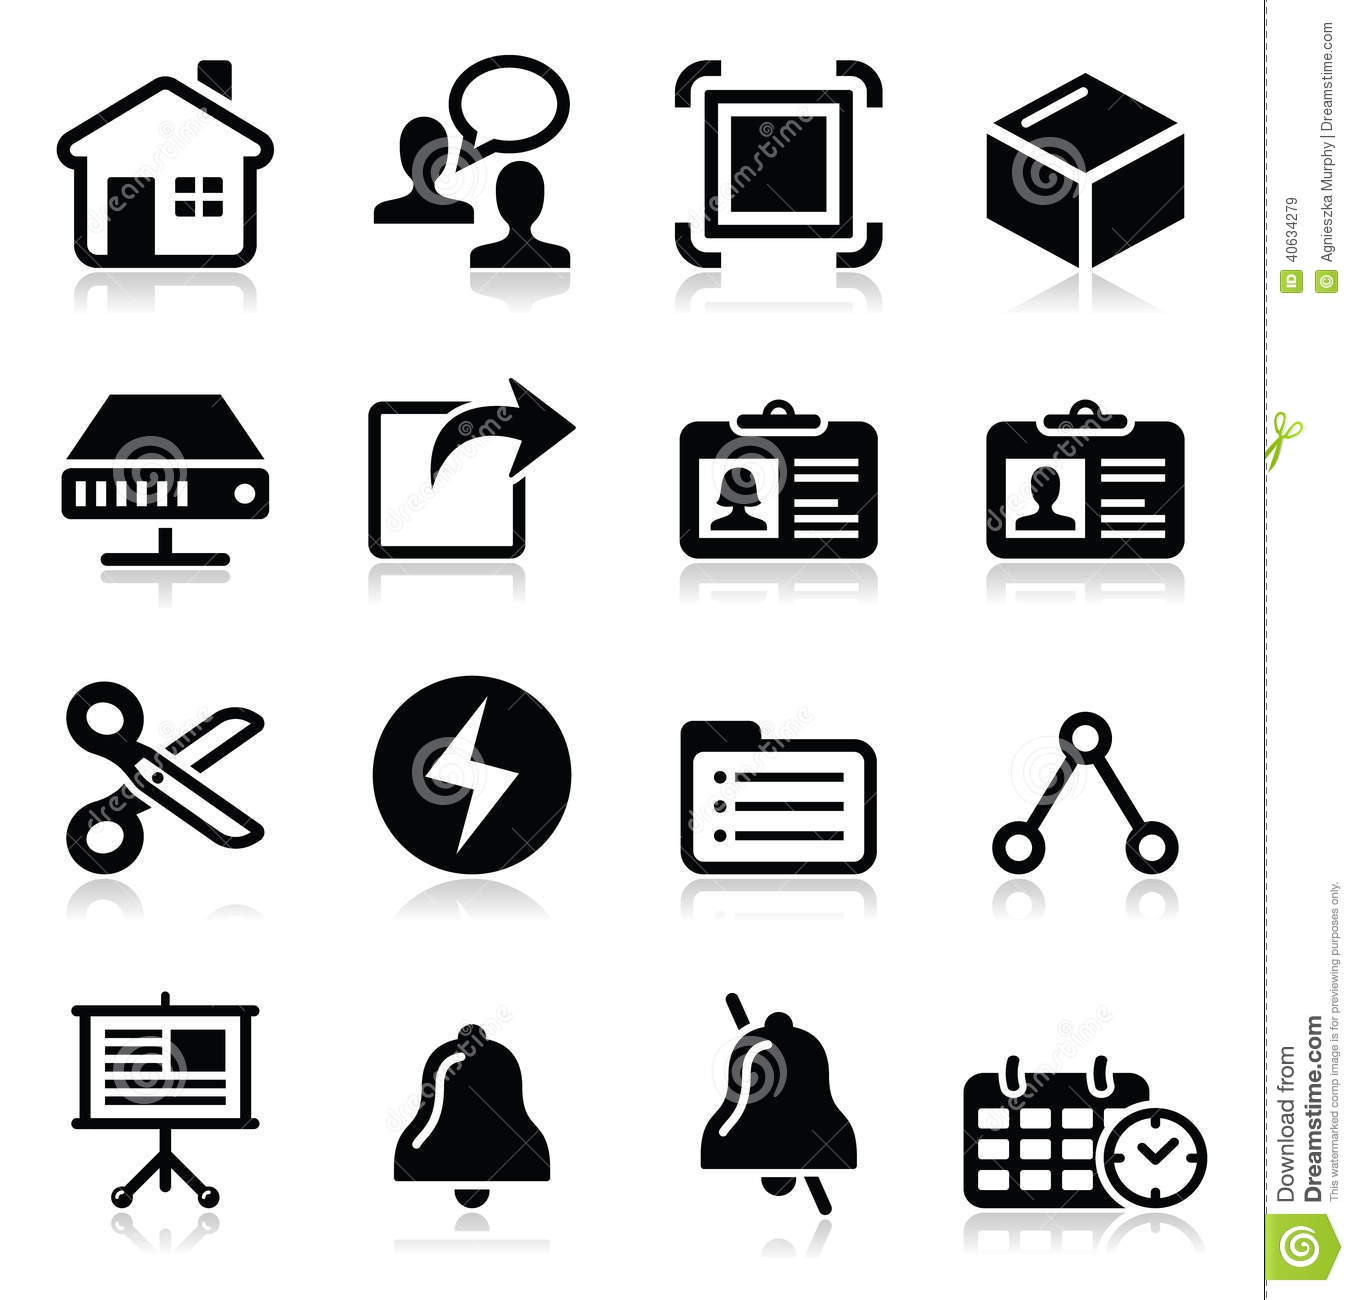 40634279
Agnieszka Murphy | Dreamstime.com
ID
©
Download from
Dreamstime.com
This watermarked comp image is for previewing purposes only.
dreamstime